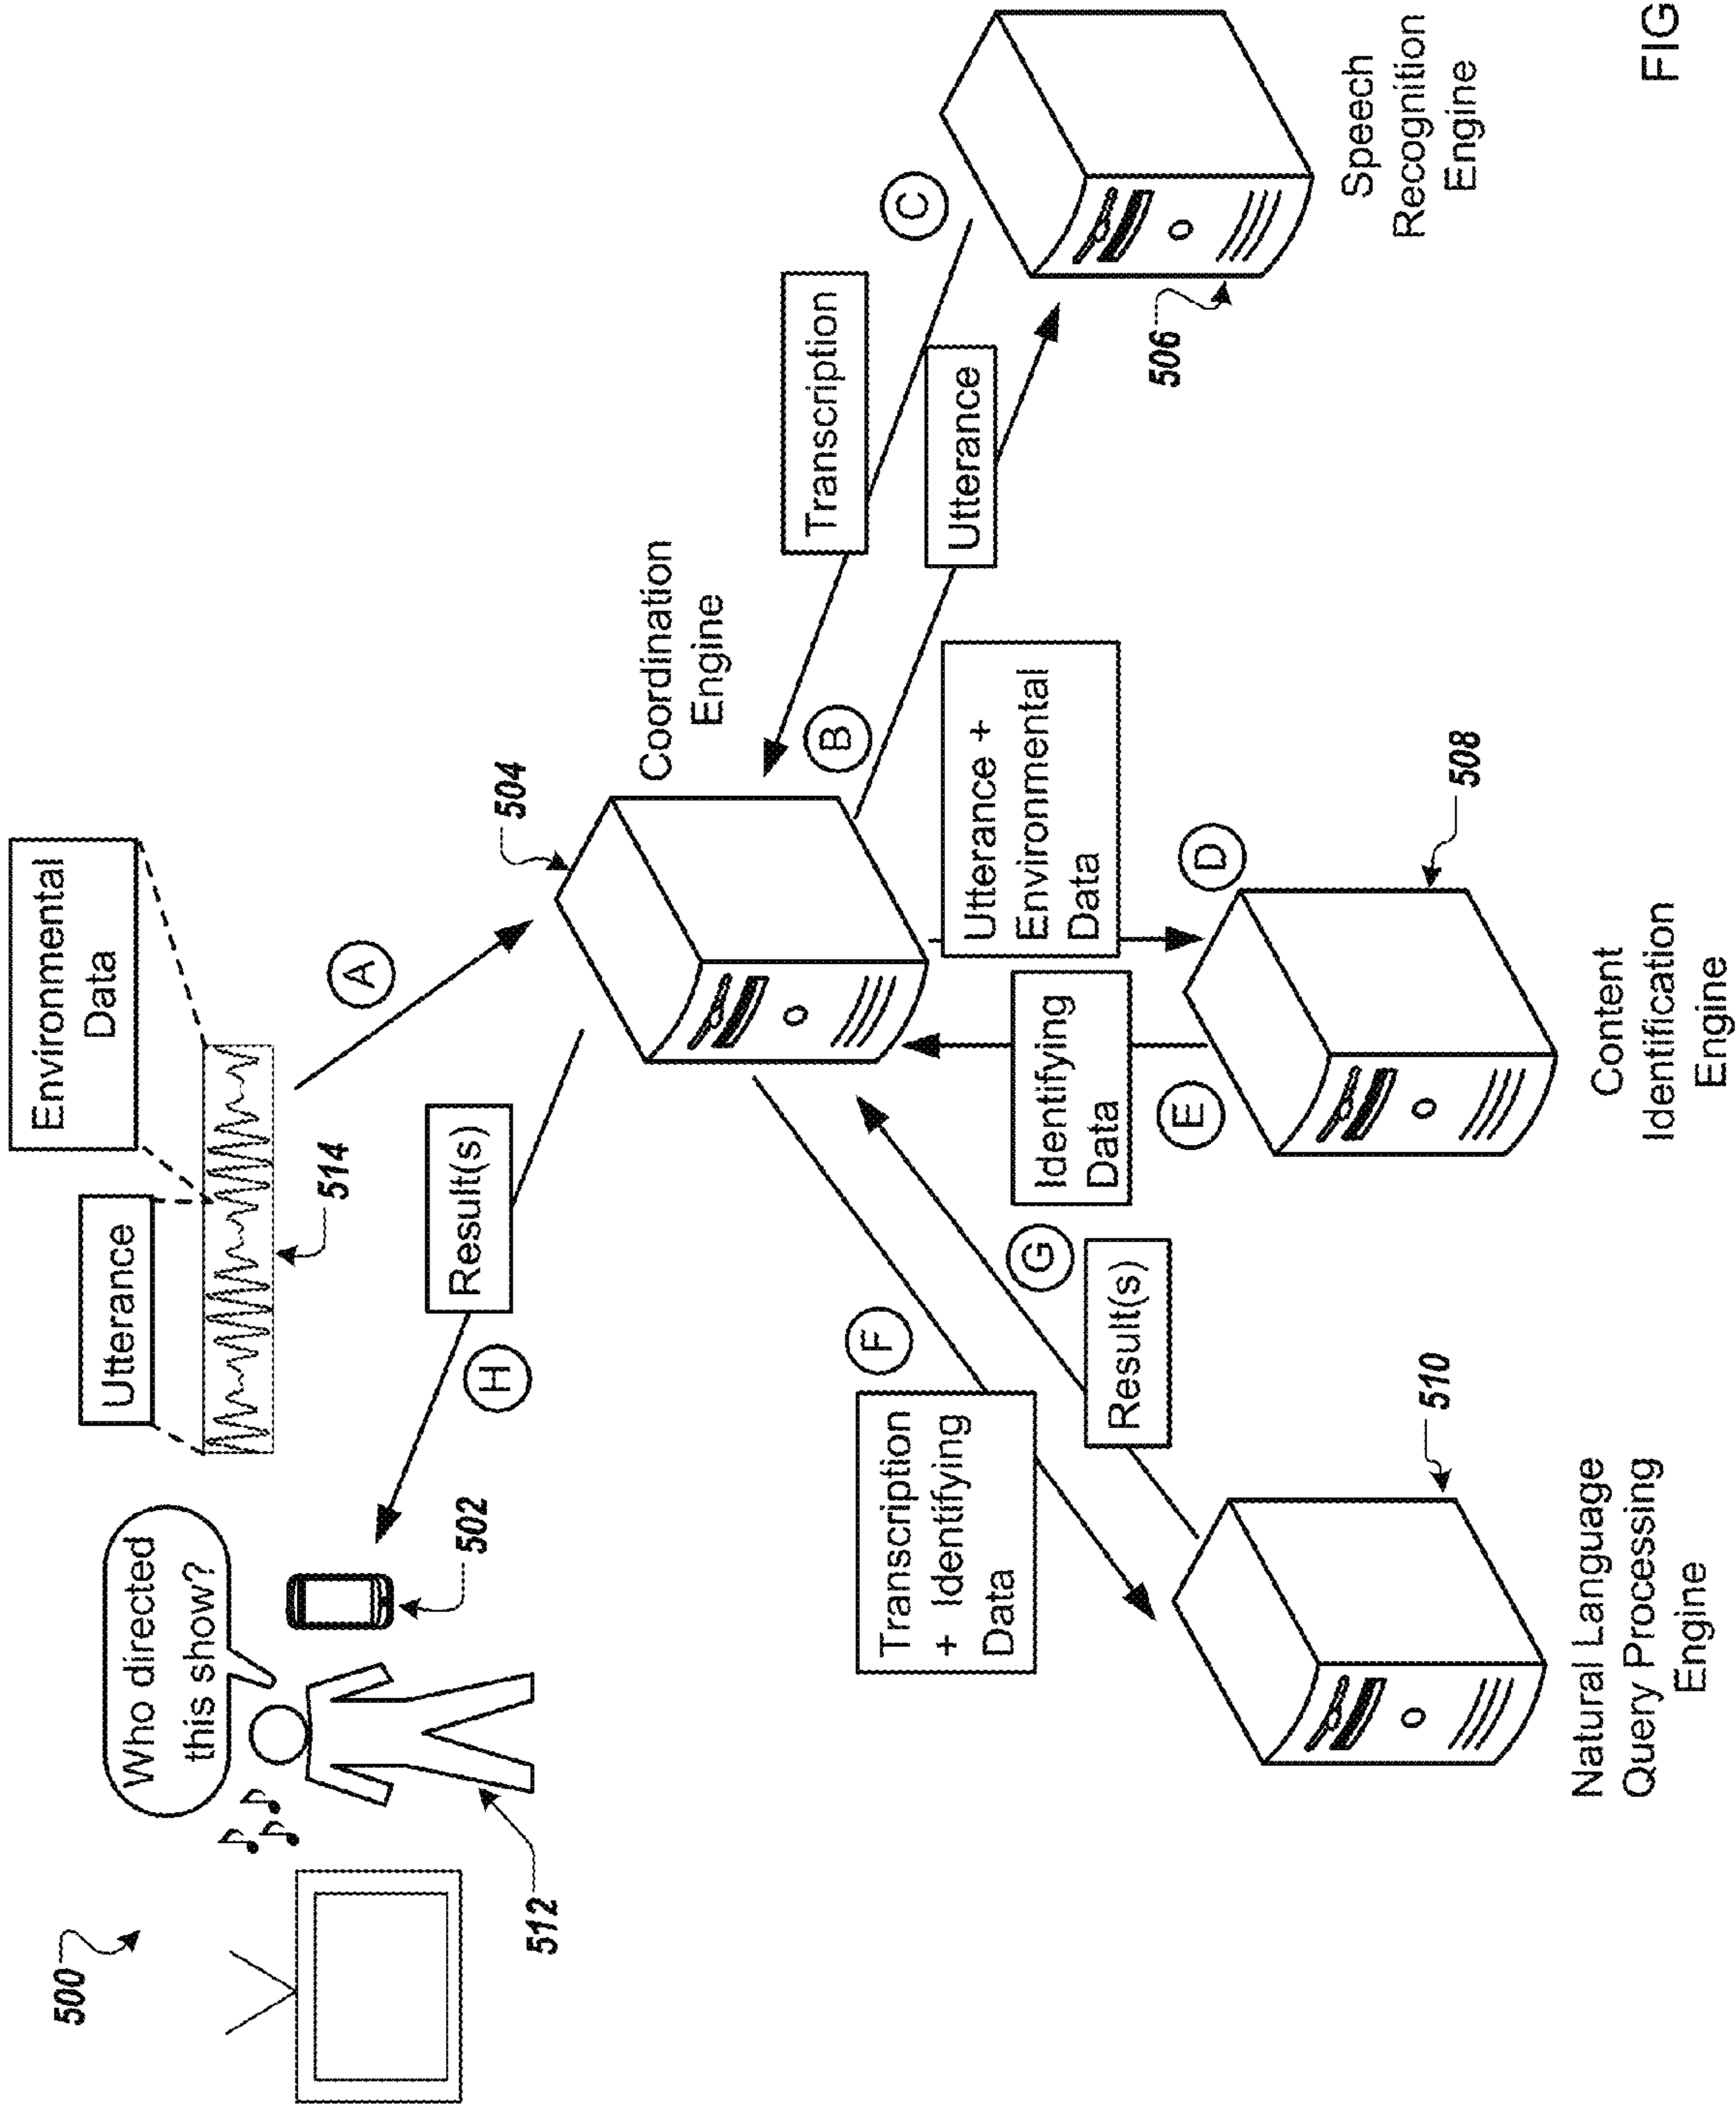 500
Who directed
this show?
512
502
Utterance
Environmental
Data
514
A
H
Result(s)
504
Coordination
Engine
B
Utterance
Transcription
C
506
Speech
Recognition
Engine
Utterance +
Environmental
Data
D
Identifying
Data
E
508
Content
Identification
Engine
F
Transcription
+ Identifying
Data
G
Result(s)
510
Natural Language
Query Processing
Engine
FIG